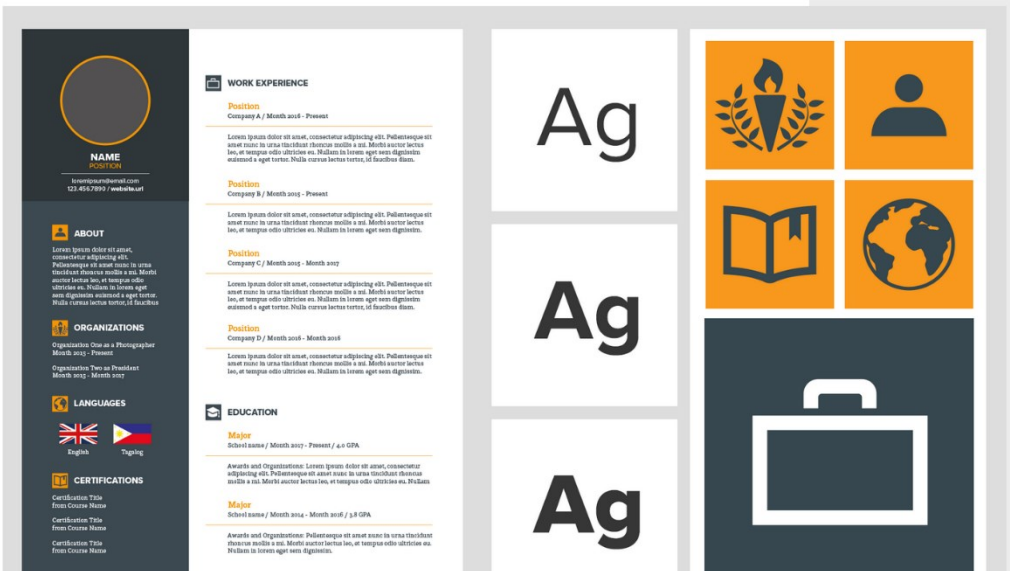 NAME
POSITION
loremipsum@email.com
123.456.7890 / website.url
ABOUT
Lorem ipsum dolor sit amet,
consectetur adipiscing elit.
Pellentesque sit amet nunc in urna
tincidunt rhoncus mollis a mi. Morbi
auctor lectus leo, et tempus odio
ultricies eu. Nullam in lorem eget
sem dignissim euismod a eget tortor.
Nulla cursus lectus tortor, id faucibus
ORGANIZATIONS
Organization One as a Photographer
Month 2015 - Present
Organization Two as President
Month 2015 - Month 2017
LANGUAGES
English
Tagalog
CERTIFICATIONS
Certification Title
from Course Name
Certification Title
from Course Name
Certification Title
from Course Name
WORK EXPERIENCE
Position
Company A / Month 2018 - Present
Lorem ipsum dolor sit amet, consectetur adipiscing elit. Pellentesque sit
amet nunc in urna tincidunt rhoncus mollis a mi. Morbi auctor lectus
leo, et tempus odio ultricies eu. Nullam in lorem eget sem dignissim
euismod a eget tortor. Nulla cursus lectus tortor, id faucibus diam.
Position
Company B / Month 2015 - Present
Lorem ipsum dolor sit amet, consectetur adipiscing elit. Pellentesque sit
amet nunc in urna tincidunt rhoncus mollis a mi. Morbi auctor lectus
leo, et tempus odio ultricies eu. Nullam in lorem eget sem dignissim.
Position
Company C / Month 2015 - Month 2017
Lorem ipsum dolor sit amet, consectetur adipiscing elit. Pellentesque sit
amet nunc in urna tincidunt rhoncus mollis a mi. Morbi auctor lectus
leo, et tempus odio ultricies eu. Nullam in lorem eget sem dignissim
euismod a eget tortor. Nulla cursus lectus tortor, id faucibus diam.
Position
Company D / Month 2016 - Month 2016
Lorem ipsum dolor sit amet, consectetur adipiscing elit. Pellentesque sit
amet nunc in urna tincidunt rhoncus mollis a mi. Morbi auctor lectus
leo, et tempus odio ultricies eu. Nullam in lorem eget sem dignissim.
EDUCATION
Major
School name / Month 2017 - Present / 4.0 GPA
Awards and Organizations: Lorem ipsum dolor sit amet, consectetur
adipiscing elit. Pellentesque sit amet nunc in urna tincidunt rhoncus
mollis a mi. Morbi auctor lectus leo, et tempus odio ultricies eu. Nullam
Major
School name / Month 2014 - Month 2016 / 3.8 GPA
Awards and Organizations: Pellentesque sit amet nunc in urna tincidunt
rhoncus mollis a mi. Morbi auctor lectus leo, et tempus odio ultricies eu.
Nullam in lorem eget sem dignissim.
Ag
Ag
Ag